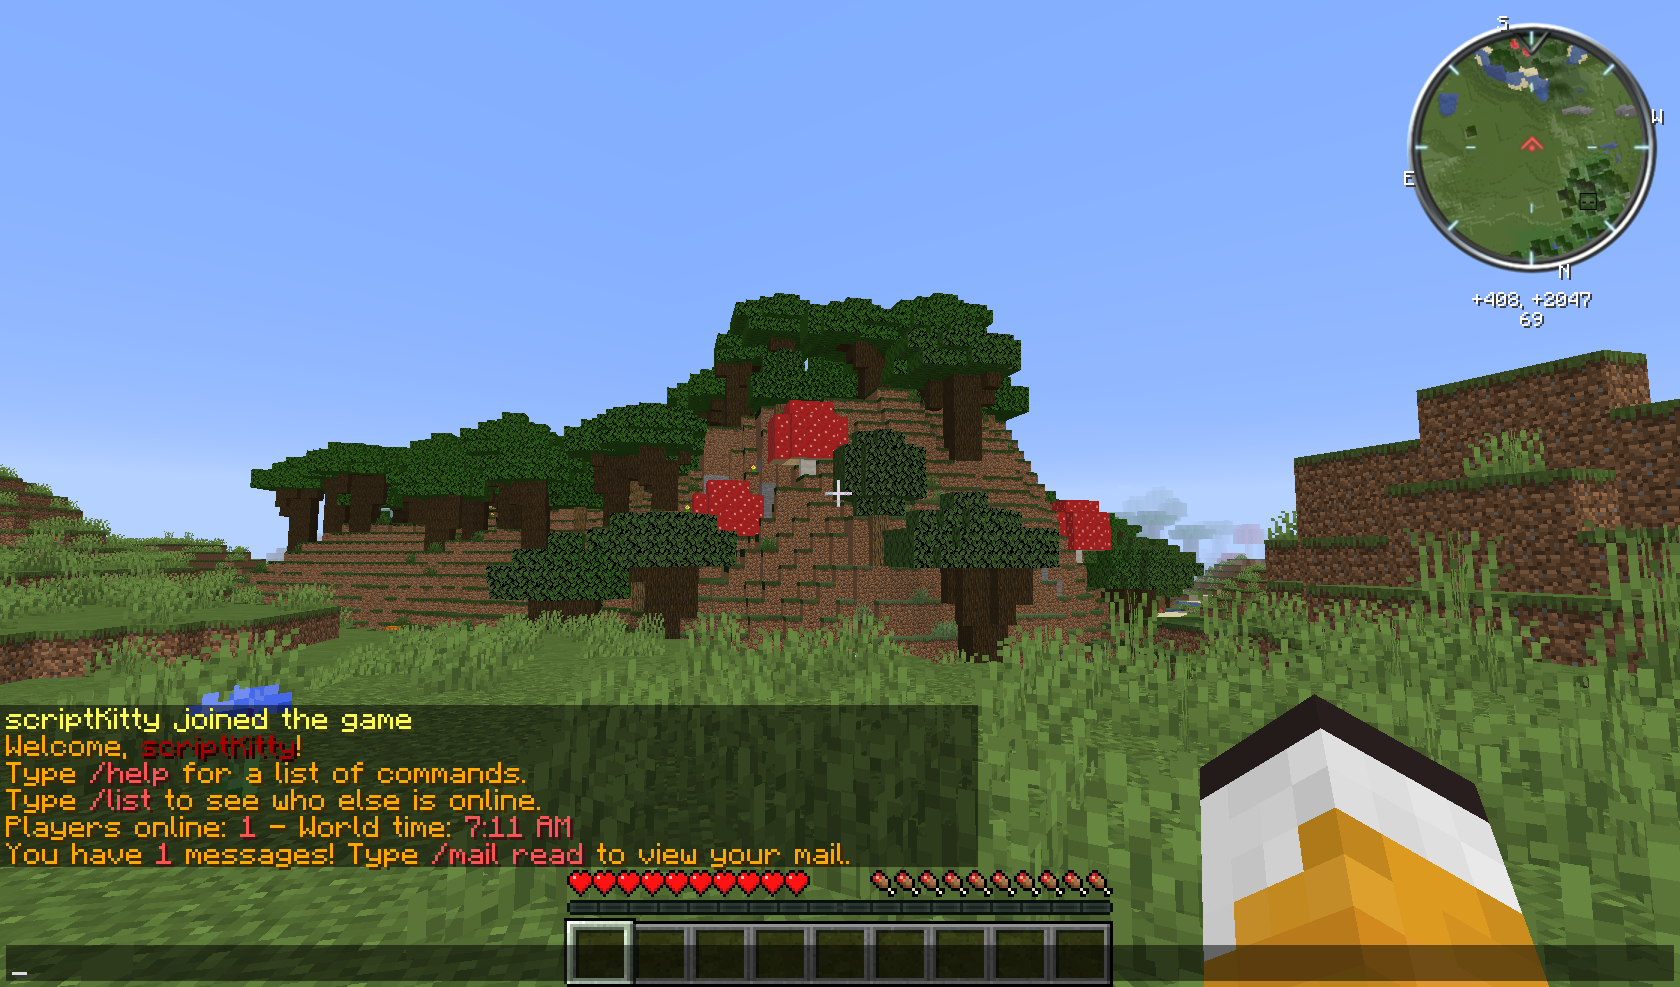 S
W
E
N
+408, +2047
69
scriptKitty joined the game
Welcome, scriptKitty!
Type /help for a list of commands.
Type /list to see who else is online.
Players online: 1 - World time: 7:11 AM
You have 1 messages! Type /mail read to view your mail.
_